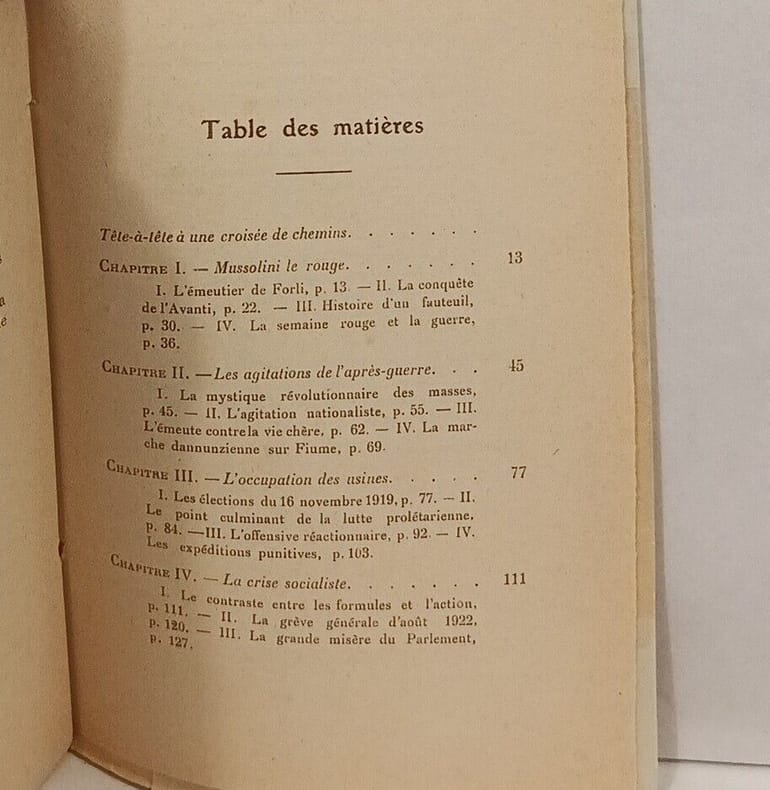 Table des matières
Tête-à-tête à une croisée de chemins. . . . . . .
CHAPITRE I. — Mussolini le rouge. . . . . . . 13
I. L'émeutier de Forli, p. 13 — II. La conquête
de l'Avanti, p. 22. — III. Histoire d'un fauteuil,
p. 30. — IV. La semaine rouge et la guerre,
p. 36.
CHAPITRE II. — Les agitations de l'après-guerre. . . 45
I. La mystique révolutionnaire des masses,
p. 45. — II. L'agitation nationaliste, p. 55. — III.
L'émeute contre la vie chère, p. 62. — IV. La mar-
che dannunzienne sur Fiume, p. 69.
CHAPITRE III. — L'occupation des usines. . . . . 77
I. Les élections du 16 novembre 1919, p. 77. — II.
Le point culminant de la lutte prolétarienne,
p. 84. — III. L'offensive réactionnaire, p. 92. — IV.
Les expéditions punitives, p. 103.
CHAPITRE IV. — La crise socialiste. . . . . . . 111
I. Le contraste entre les formules et l'action,
p. 111. — II. La grève générale d'août 1922,
p. 120. — III. La grande misère du Parlement,
p. 127.